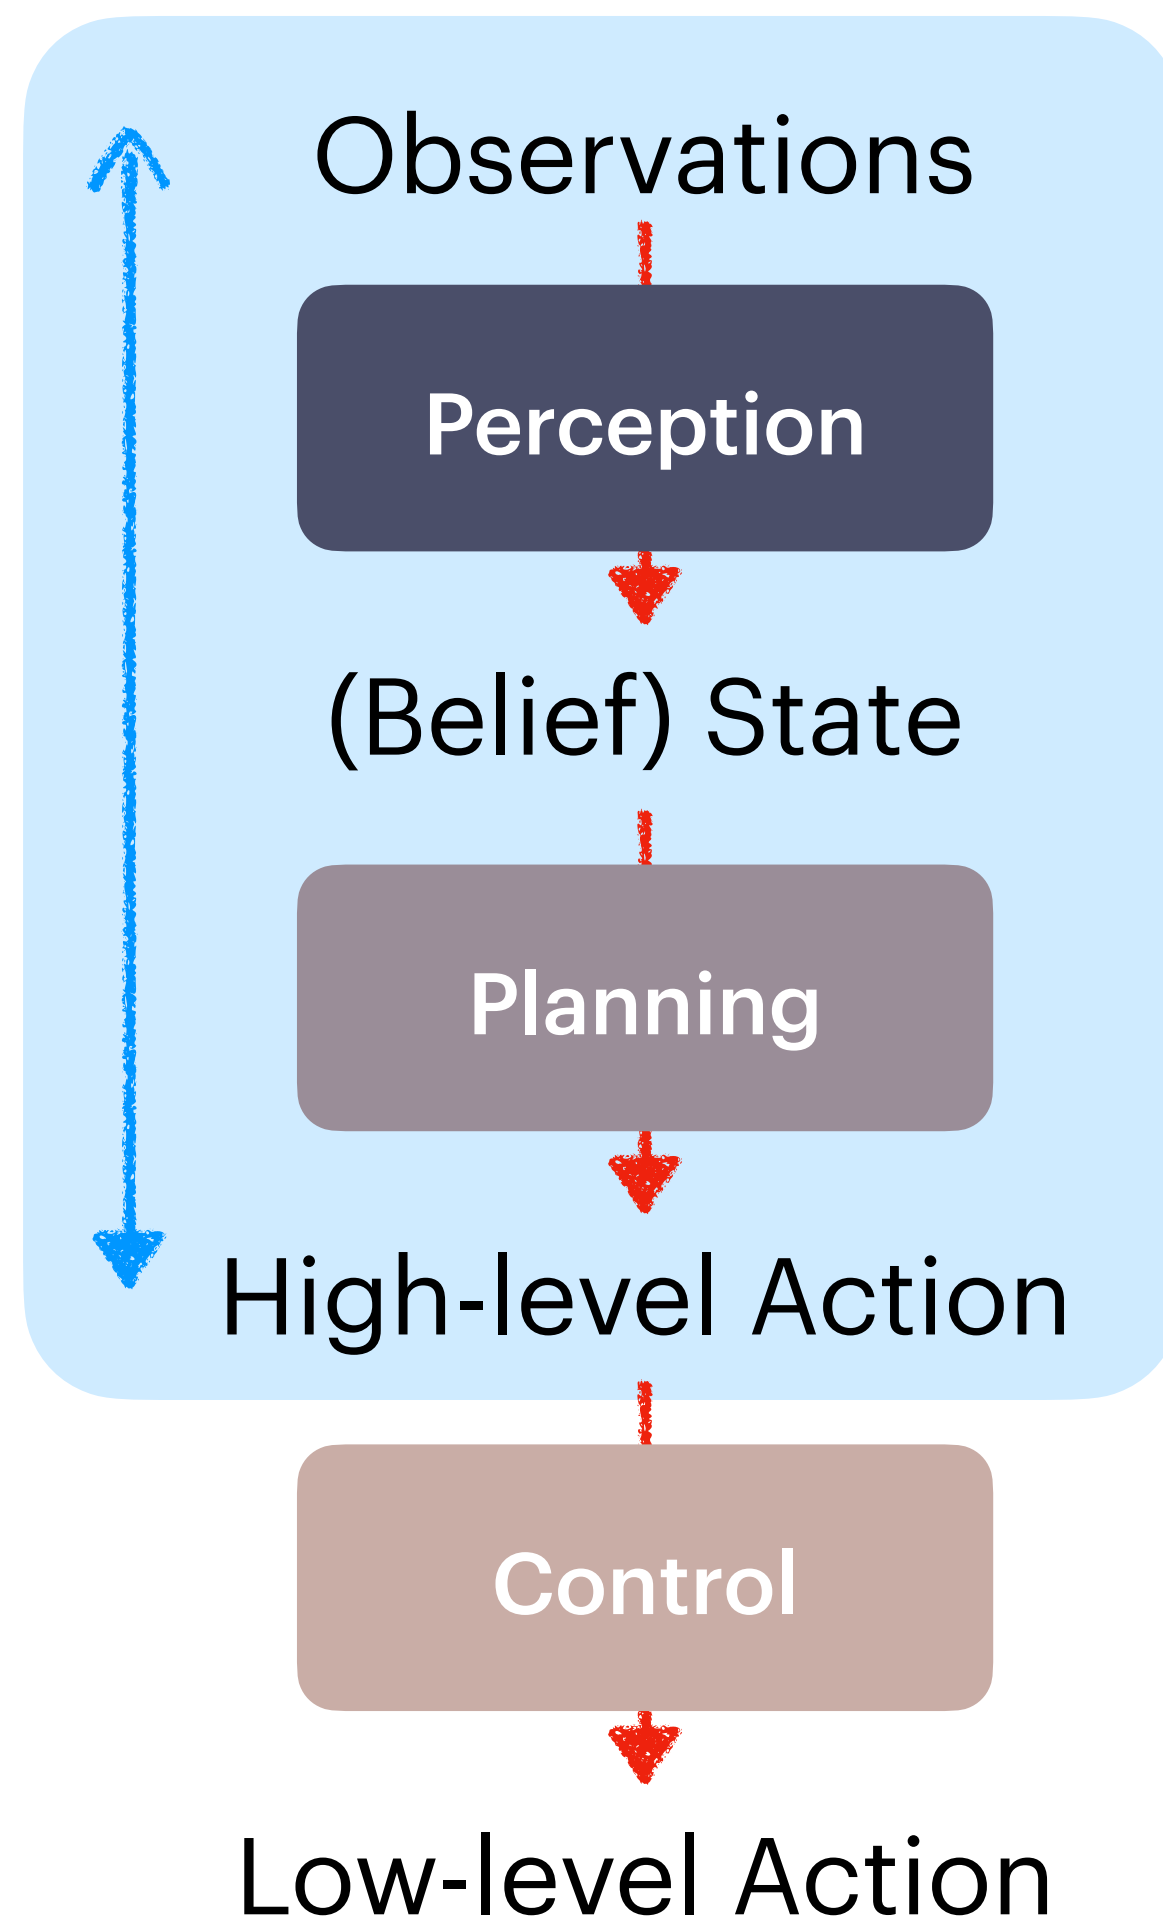 Observations
Perception
(Belief) State
Planning
High-level Action
Control
Low-level Action